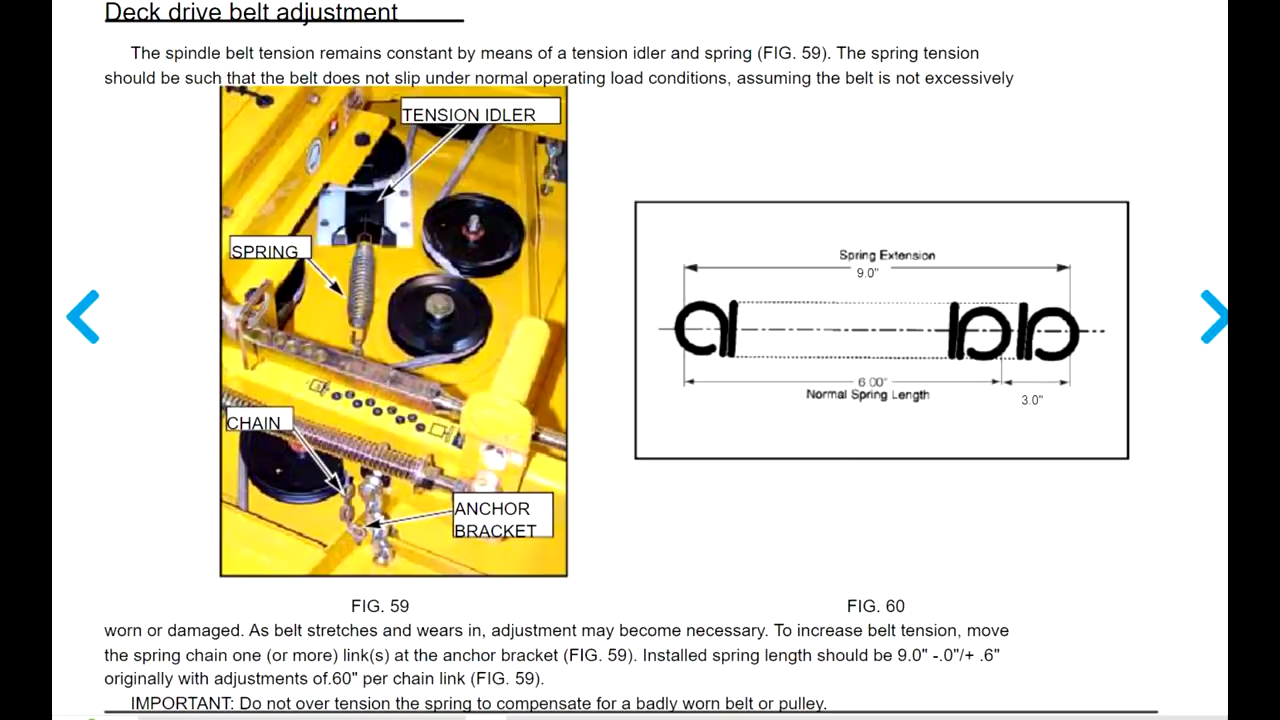 Deck drive belt adjustment
The spindle belt tension remains constant by means of a tension idler and spring (FIG. 59). The spring tension
should be such that the belt does not slip under normal operating load conditions, assuming the belt is not excessively
TENSION IDLER
SPRING
CHAIN
ANCHOR
BRACKET
Spring Extension
9.0"
6.00"
Normal Spring Length
3.0"
FIG. 59
FIG. 60
worn or damaged. As belt stretches and wears in, adjustment may become necessary. To increase belt tension, move
the spring chain one (or more) link(s) at the anchor bracket (FIG. 59). Installed spring length should be 9.0" -.0"/+ .6"
originally with adjustments of.60" per chain link (FIG. 59).
IMPORTANT: Do not over tension the spring to compensate for a badly worn belt or pulley.